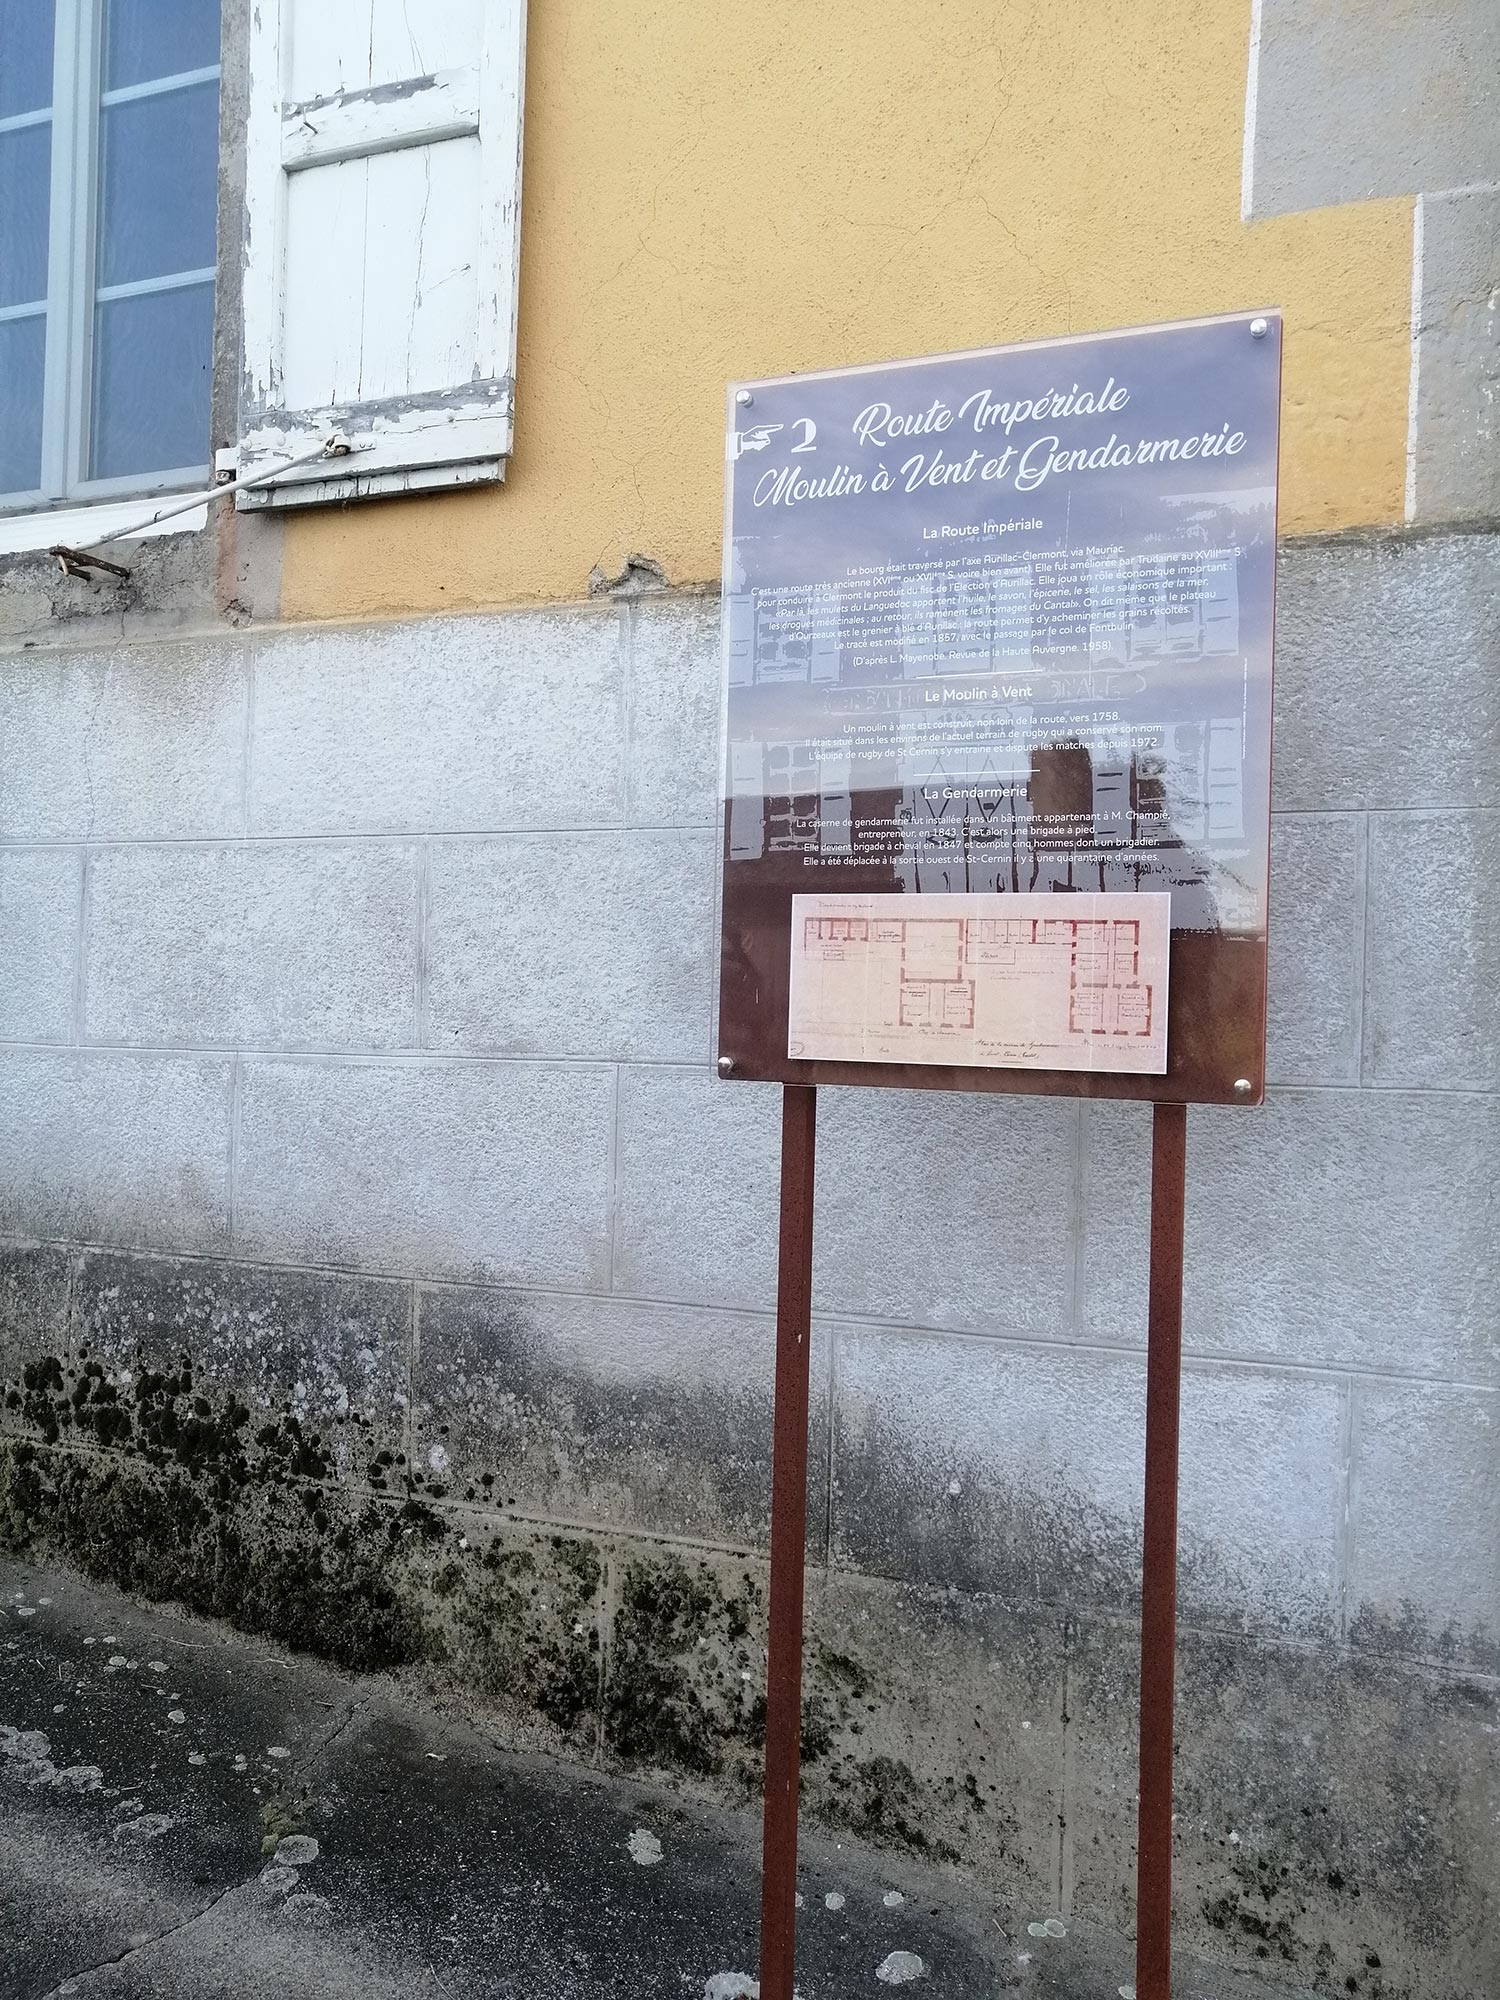 2 Route Impériale
Moulin à Vent et Gendarmerie
La Route Impériale
Le bourg était traversé par l'axe Aurillac-Clermont, via Mauriac.
C'est une route très ancienne (XVIème ou XVIIème S, voire bien avant). Elle fut améliorée par Trudaine au XVIIIème S
pour conduire à Clermont le produit du fisc de l'Election d'Aurillac. Elle joua un rôle économique important :
«Par là, les mulets du Languedoc apportent l'huile, le savon, l'épicerie, le sel, les salaisons de la mer,
les drogues médicinales ; au retour, ils ramènent les fromages du Cantal». On dit même que le plateau
d'Ourzeaux est le grenier à blé d'Aurillac : la route permet d'y acheminer les grains récoltés.
Le tracé est modifié en 1857, avec le passage par le col de Fontbulin.
(D'après L. Mayenobe. Revue de la Haute Auvergne. 1958).
Le Moulin à Vent
Un moulin à vent est construit, non loin de la route, vers 1758.
Il était situé dans les environs de l'actuel terrain de rugby qui a conservé son nom.
L'équipe de rugby de St Cernin s'y entraine et dispute les matches depuis 1972.
La Gendarmerie
La caserne de gendarmerie fut installée dans un bâtiment appartenant à M. Champié,
entrepreneur, en 1843. C'est alors une brigade à pied.
Elle devient brigade à cheval en 1847 et compte cinq hommes dont un brigadier.
Elle a été déplacée à la sortie ouest de St-Cernin il y a une quarantaine d'années.